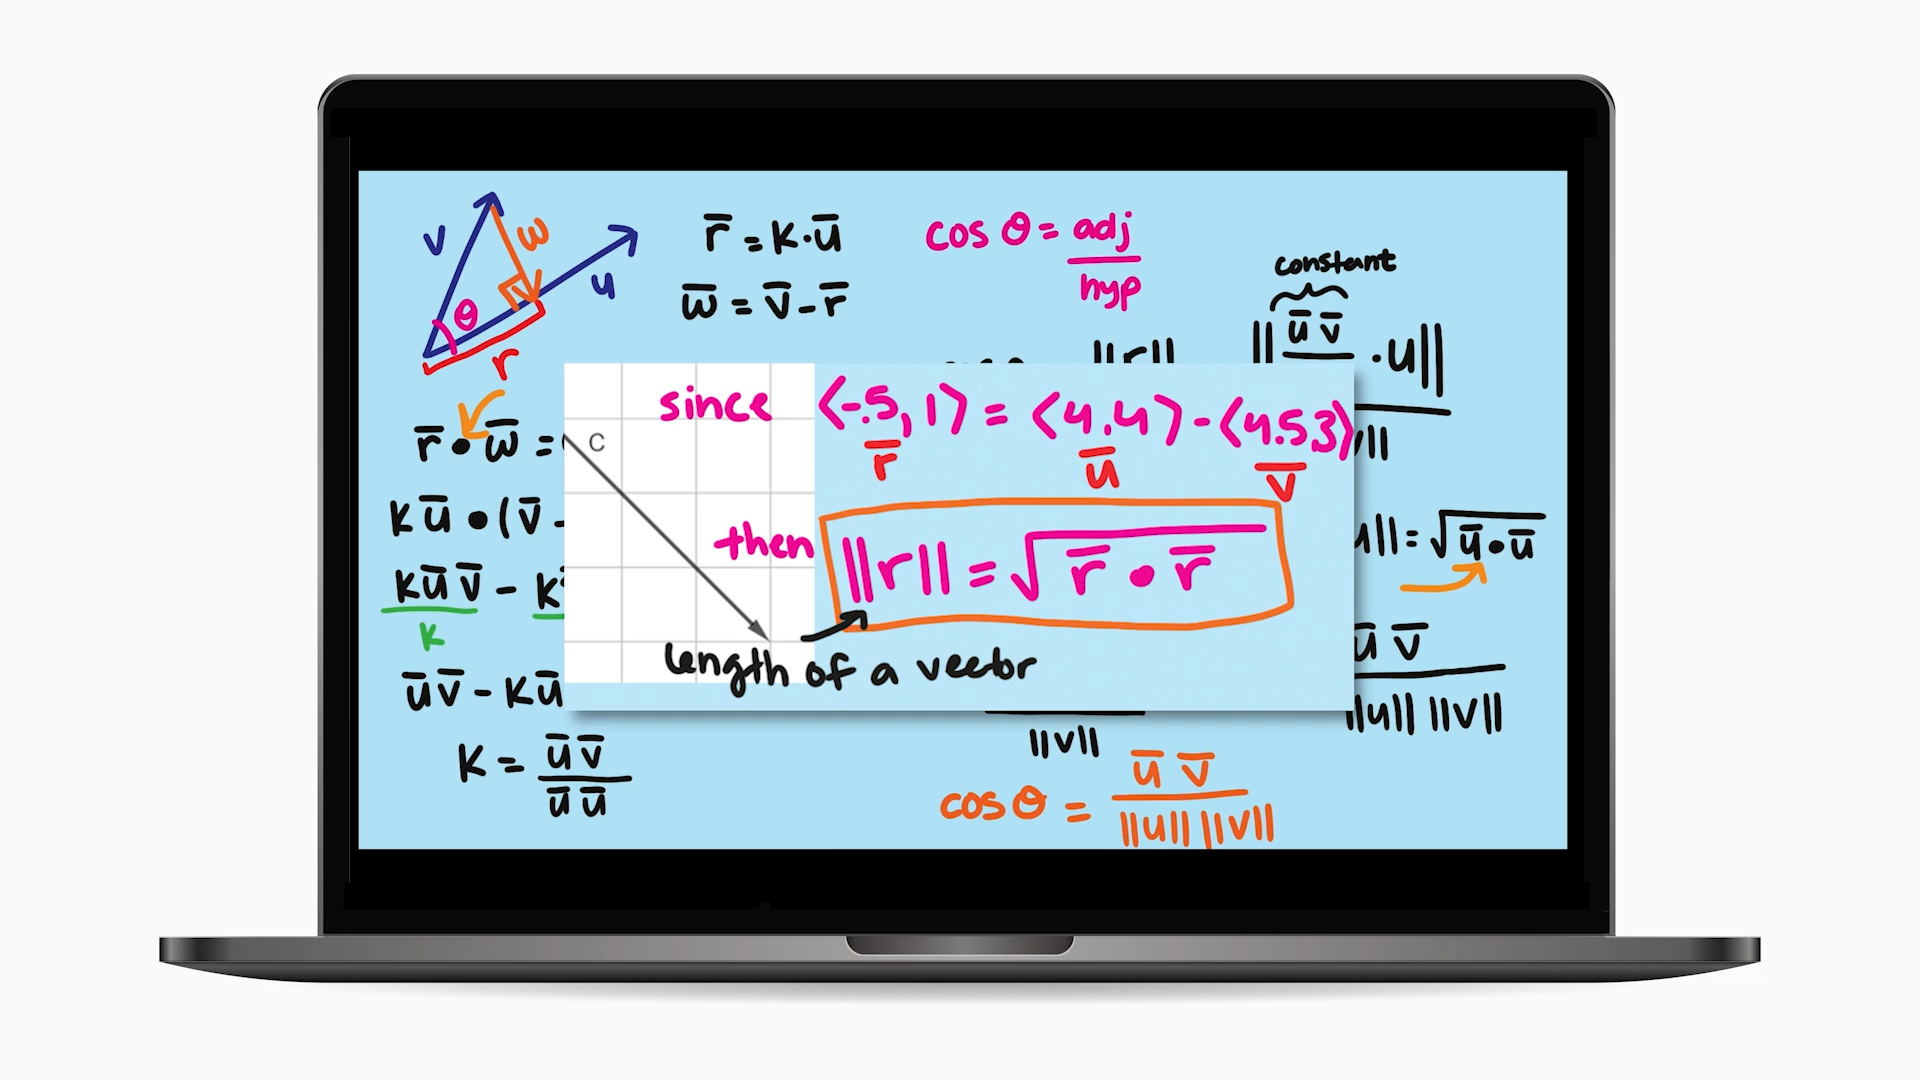 v w u θ r
r̅ = K·u̅
w̅ = v̅ - r̅
cos θ = adj
hyp
constant
||u̅ v̅ · u||
r̅ • w̅ =
K u̅ • (v̅ -
K u̅ v̅ - K
K
u̅ v̅ - K u̅
K = u̅ v̅
u̅ u̅
C
since ⟨-.5, 1⟩ = ⟨4.4⟩ - ⟨4.5 3⟩
r̅ u̅ v̅
then ||r|| = √ r̅ • r̅
length of a vector
||r||
u|| = √ u̅ • u̅
u̅ v̅
||u|| ||v||
||v||
cos θ = u̅ v̅
||u|| ||v||